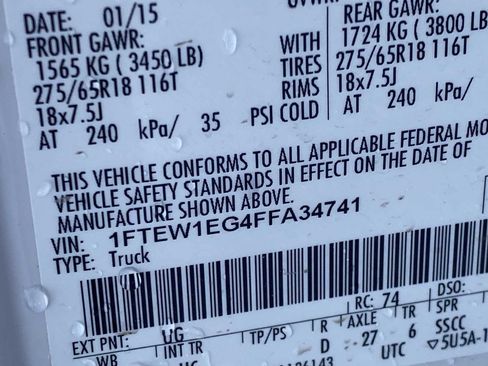 DATE: 01/15
FRONT GAWR:
1565 KG ( 3450 LB)
275/65R18 116T
18x7.5J
AT 240 kPa/ 35
WITH
TIRES
RIMS
PSI COLD
REAR GAWR:
1724 KG ( 3800 LB
275/65R18 116T
18x7.5J
AT 240 kPa/
THIS VEHICLE CONFORMS TO ALL APPLICABLE FEDERAL MO
VEHICLE SAFETY STANDARDS IN EFFECT ON THE DATE OF
MANUFACTURE SHOWN ABOVE.
VIN: 1FTEW1EG4FFA34741
TYPE: Truck
RC: 74 DSO:
EXT PNT: UG
WB INT TR TP/PS R AXLE TR SPR
D 27 6 SSCC
UTC ▽5U5A-1